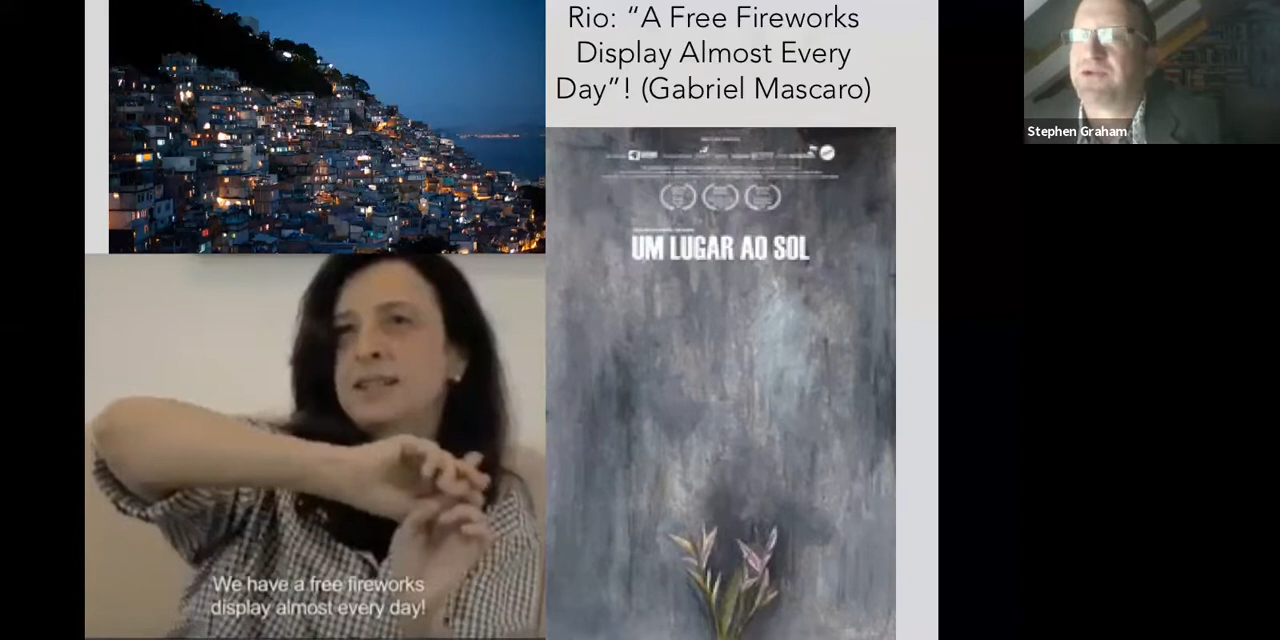 Rio: “A Free Fireworks
Display Almost Every
Day”! (Gabriel Mascaro)
Stephen Graham
UM LUGAR AO SOL
We have a free fireworks
display almost every day!